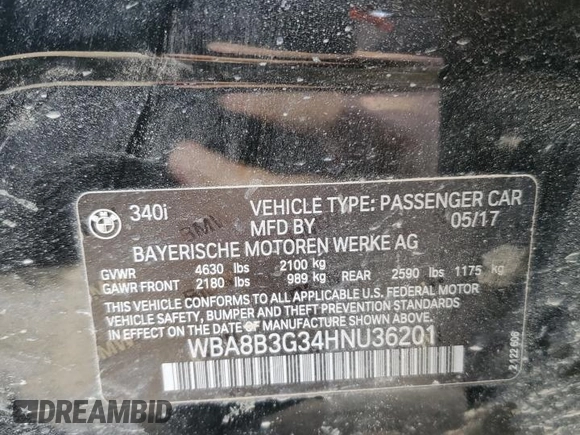 340i VEHICLE TYPE: PASSENGER CAR
MFD BY 05/17
BAYERISCHE MOTOREN WERKE AG
GVWR 4630 lbs 2100 kg
GAWR FRONT 2180 lbs 989 kg REAR 2590 lbs 1175 kg
THIS VEHICLE CONFORMS TO ALL APPLICABLE U.S. FEDERAL MOTOR
VEHICLE SAFETY, BUMPER AND THEFT PREVENTION STANDARDS
IN EFFECT ON THE DATE OF MANUFACTURE SHOWN ABOVE.
WBA8B3G34HNU36201
DREAMBID